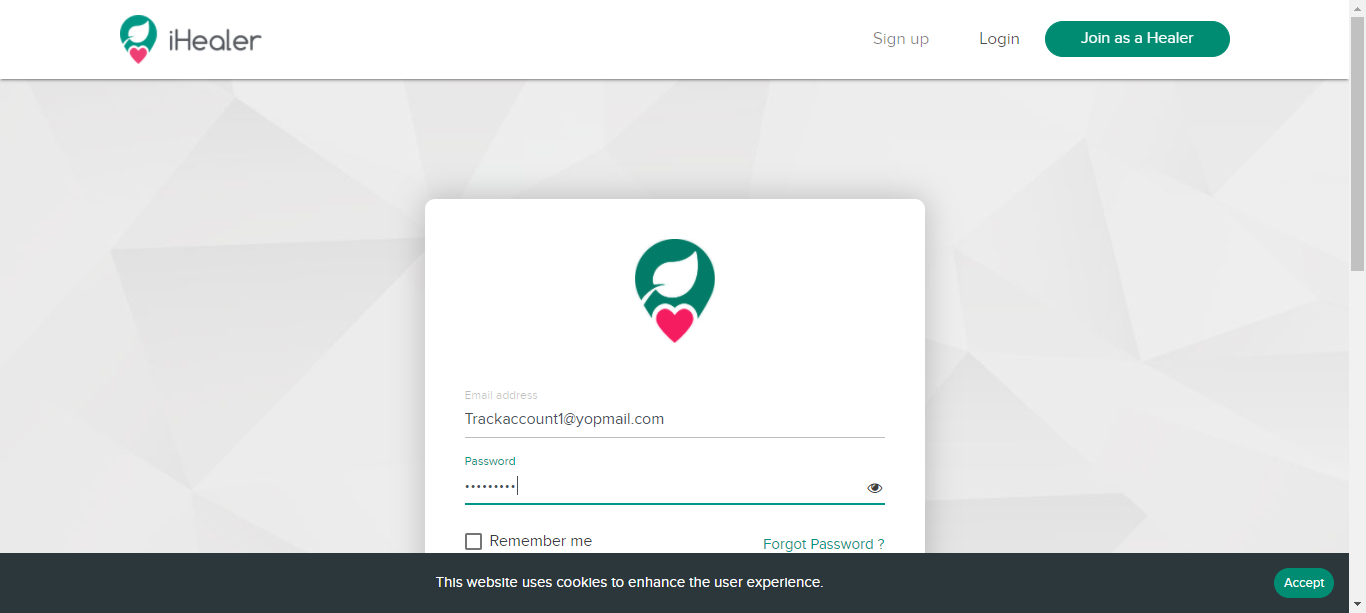 iHealer
Sign up
Login
Join as a Healer
Email address
Trackaccount1@yopmail.com
Password
•••••••••
Remember me
Forgot Password ?
This website uses cookies to enhance the user experience.
Accept